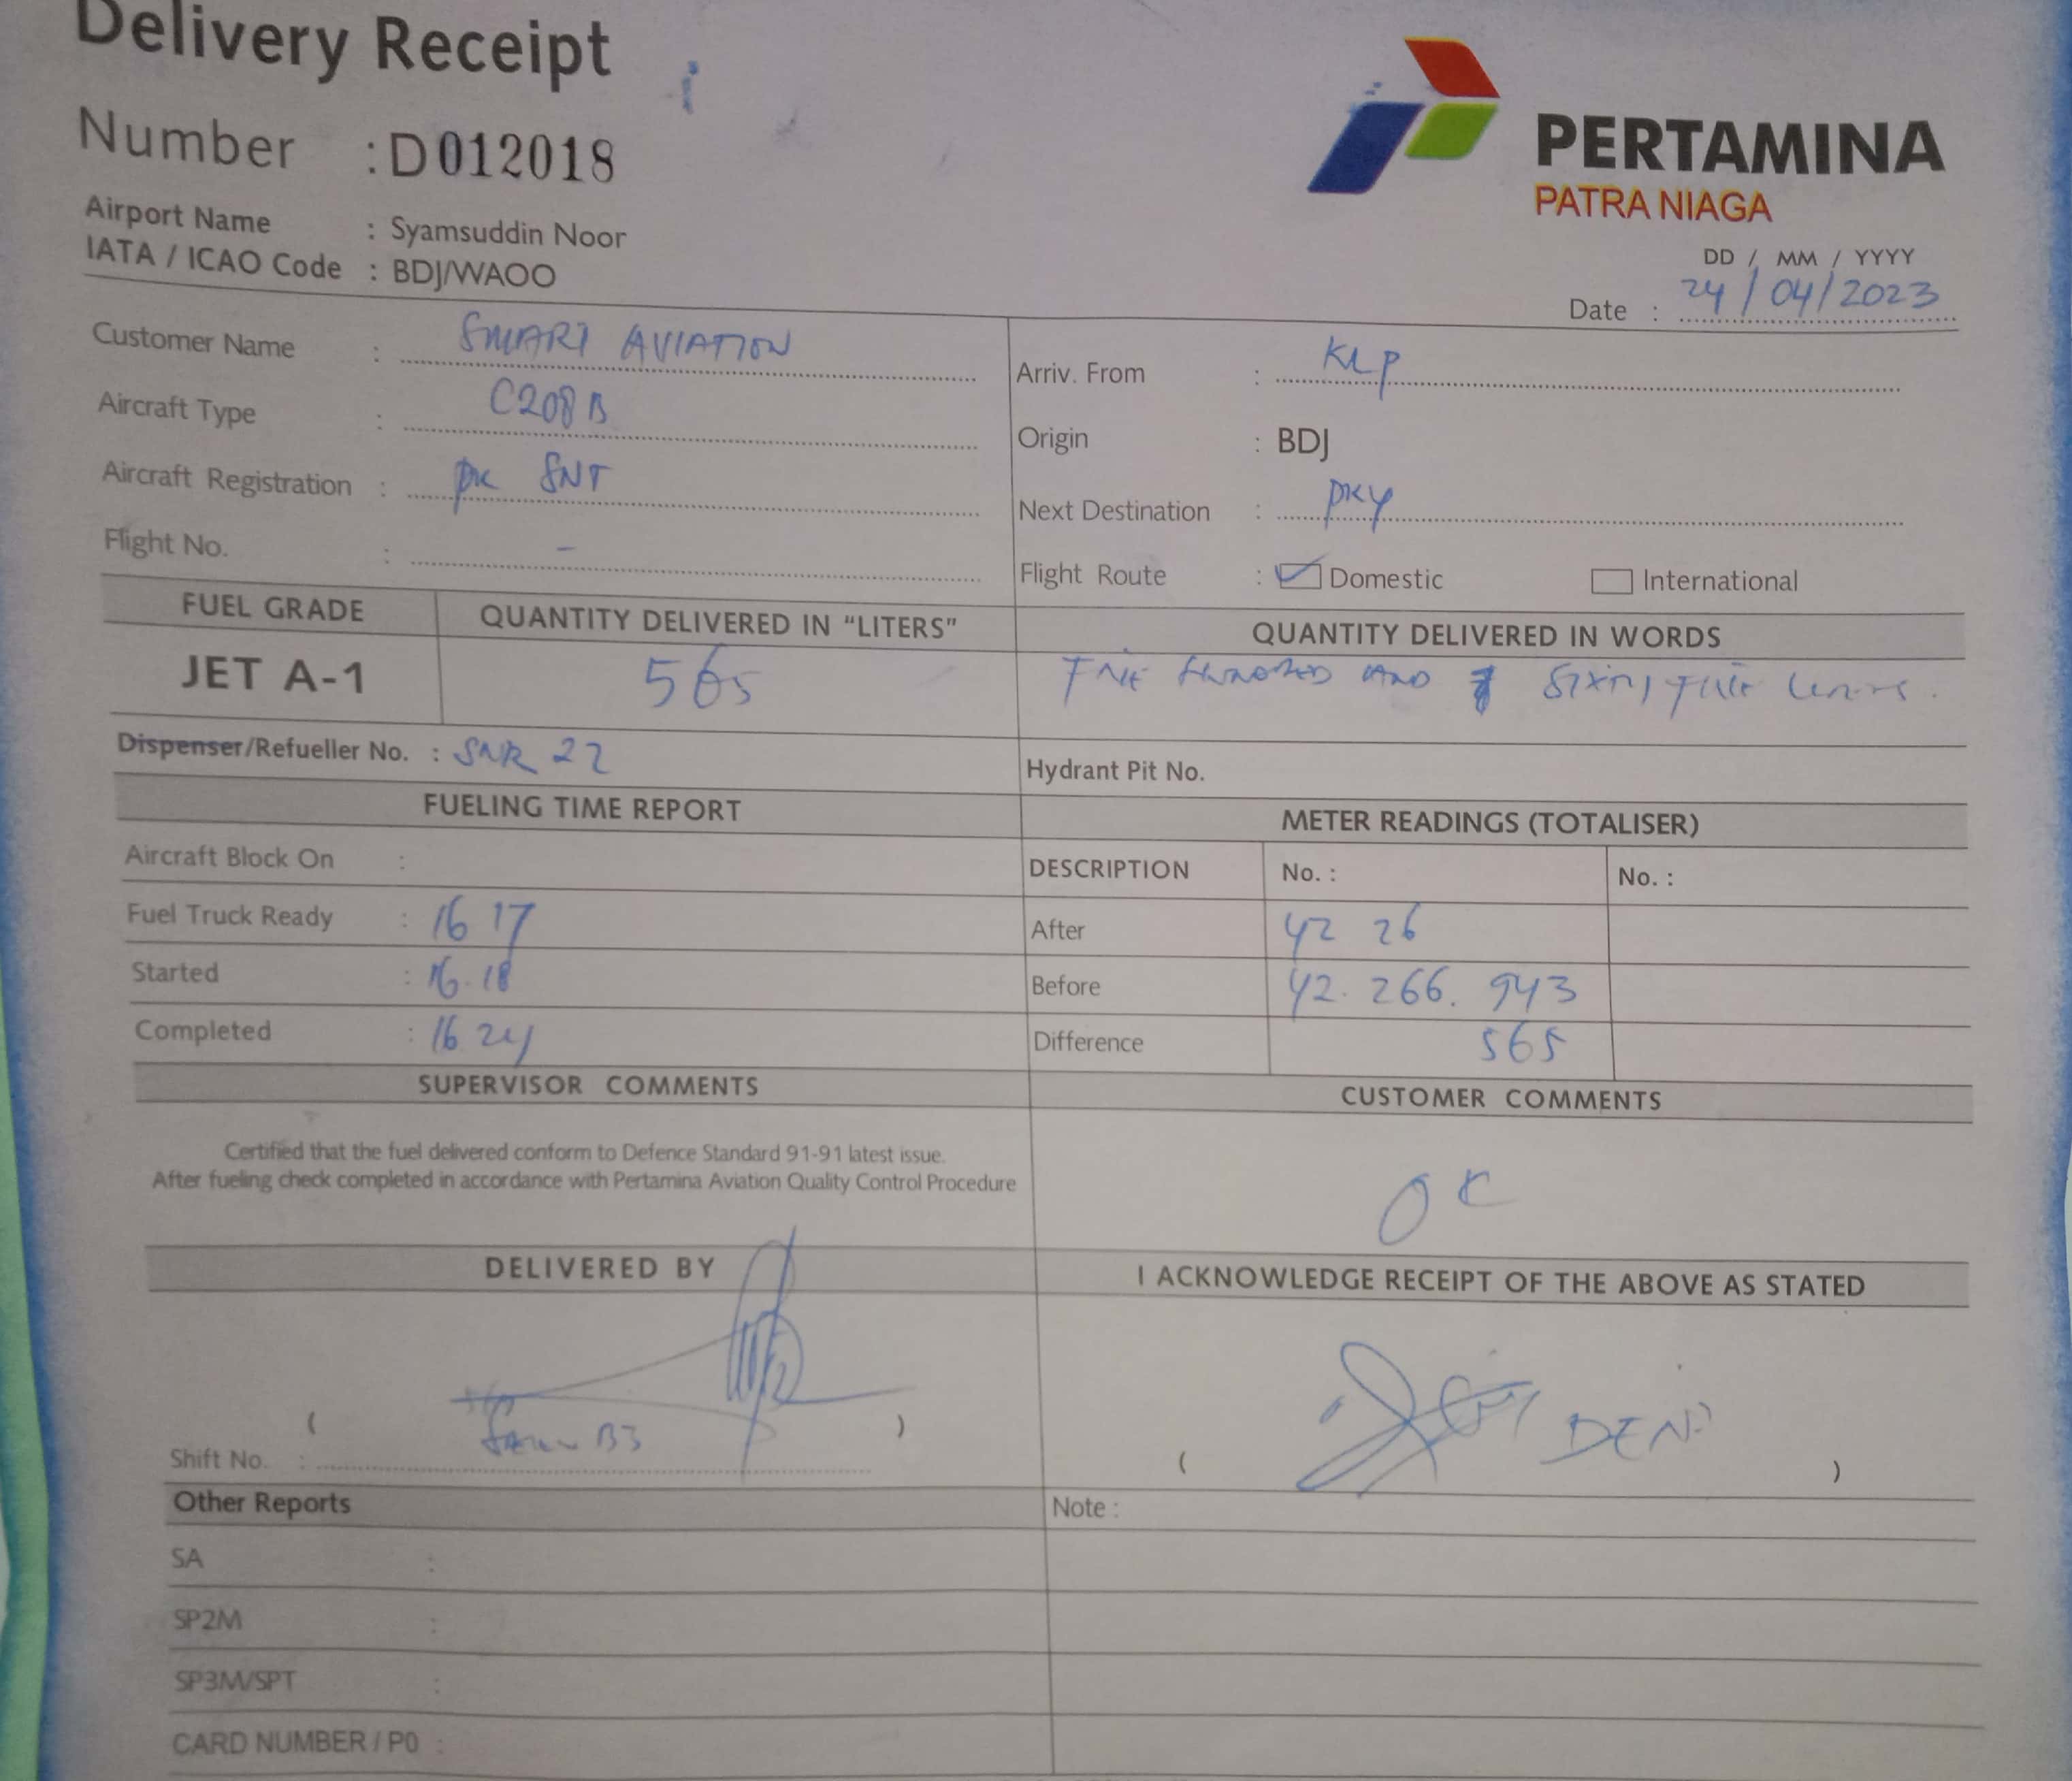 Delivery Receipt
Number : D 012018
PERTAMINA
PATRA NIAGA
Airport Name : Syamsuddin Noor
IATA / ICAO Code : BDJ/WAOO
DD / MM / YYYY
Date : 24/04/2023
Customer Name : SMART AVIATION
Arriv. From : KLP
Aircraft Type : C208 B
Origin : BDJ
Aircraft Registration : PK SNT
Next Destination : PKY
Flight No. : -
Flight Route : Domestic International
FUEL GRADE QUANTITY DELIVERED IN "LITERS" QUANTITY DELIVERED IN WORDS
JET A-1 565 FIVE HUNDRED AND SIXTY FIVE
Dispenser/Refueller No. : SNR 22
Hydrant Pit No.
FUELING TIME REPORT METER READINGS (TOTALISER)
Aircraft Block On :
DESCRIPTION No. : No. :
Fuel Truck Ready : 16 17
After 42 26
Started : 16.18
Before 42. 266. 943
Completed : 16 24
Difference 565
SUPERVISOR COMMENTS CUSTOMER COMMENTS
Certified that the fuel delivered conform to Defence Standard 91-91 latest issue.
After fueling check completed in accordance with Pertamina Aviation Quality Control Procedure
OK
DELIVERED BY I ACKNOWLEDGE RECEIPT OF THE ABOVE AS STATED
( B3 )
Shift No. :
( DENI )
Other Reports Note :
SA :
SP2M :
SP3M/SPT :
CARD NUMBER / PO :